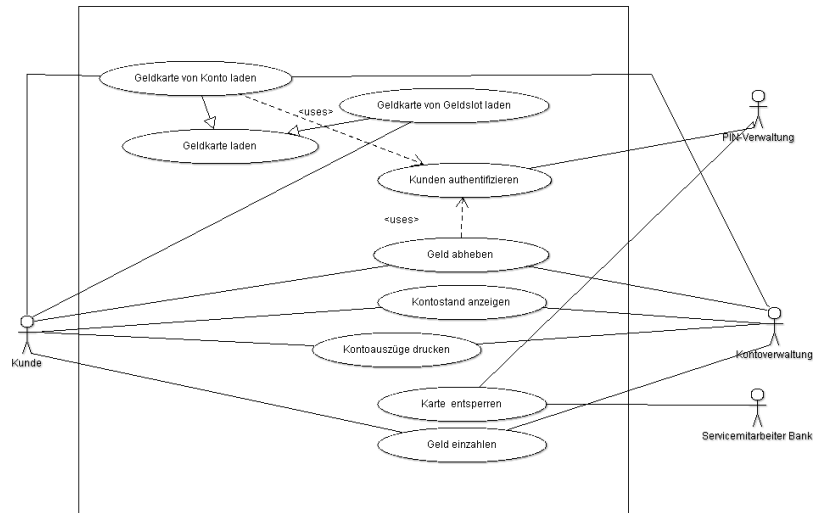 Geldkarte von Konto laden
<uses>
Geldkarte von Geldslot laden
Geldkarte laden
PIN-Verwaltung
Kunden authentifizieren
<uses>
Geld abheben
Kontostand anzeigen
Kontoauszüge drucken
Kunde
Kontoverwaltung
Karte entsperren
Servicemitarbeiter Bank
Geld einzahlen